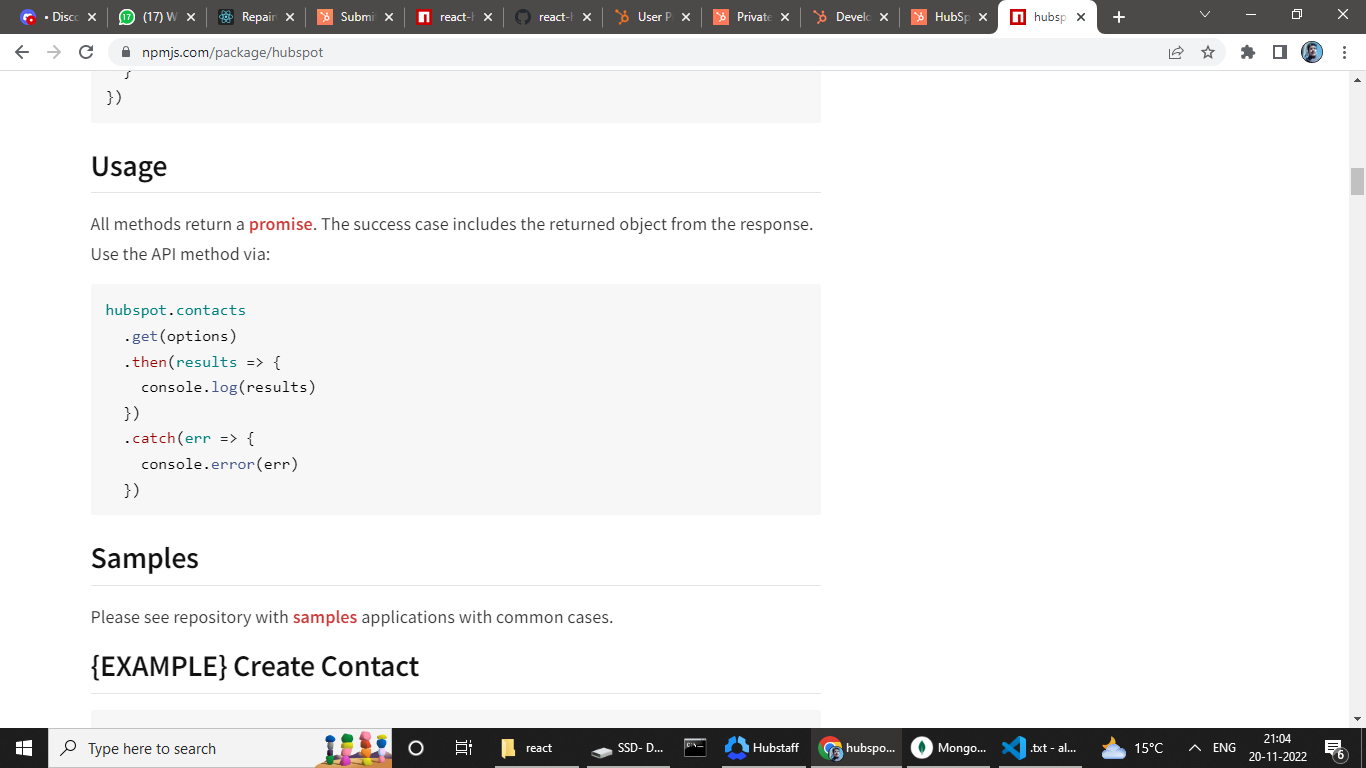 • Disco
(17) W
Repain
Submi
react-h
react-h
User P
Private
Develo
HubSp
hubsp
npmjs.com/package/hubspot
}
})
Usage
All methods return a promise. The success case includes the returned object from the response.
Use the API method via:
hubspot.contacts
.get(options)
.then(results => {
console.log(results)
})
.catch(err => {
console.error(err)
})
Samples
Please see repository with samples applications with common cases.
{EXAMPLE} Create Contact
Type here to search
react
SSD- D...
Hubstaff
hubspo...
Mongo...
.txt - al...
15°C
ENG
21:04
20-11-2022
6